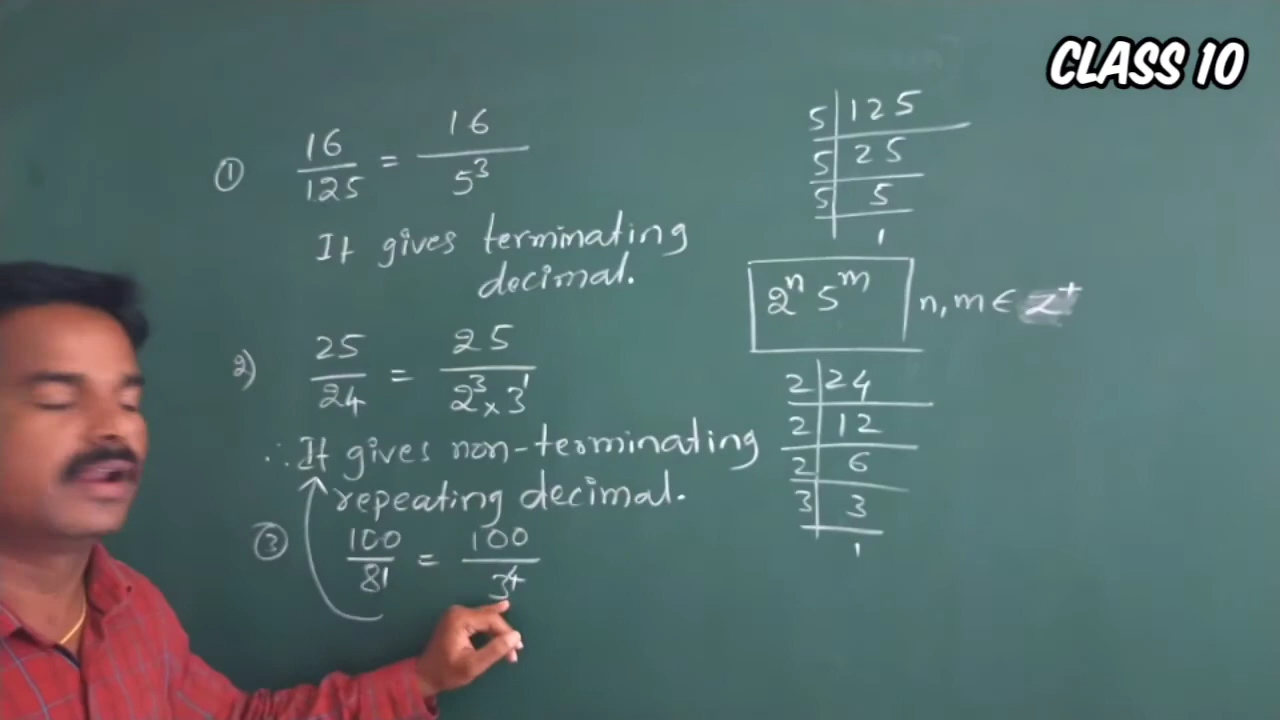 CLASS 10
① 16/125 = 16/5³
It gives terminating
decimal.
2) 25/24 = 25/2³ × 3¹
∴ It gives non-terminating
repeating decimal.
③ 100/81 = 100/3⁴
5 | 125
5 | 25
5 | 5
1
2ⁿ 5ᵐ n, m ∈ Z⁺
2 | 24
2 | 12
2 | 6
3 | 3
1